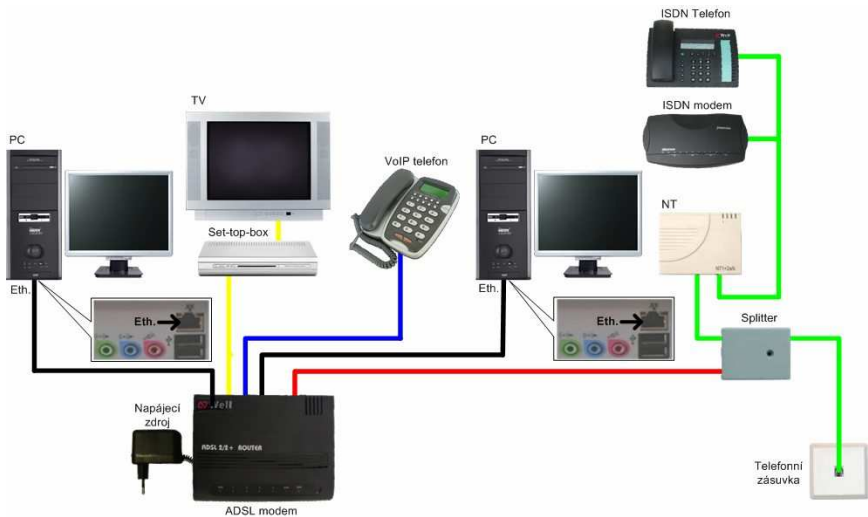 ISDN Telefon
ISDN modem
TV
PC
VoIP telefon
PC
NT
Set-top-box
Eth.
Eth.
Eth.
Eth.
Splitter
Napájecí
zdroj
ADSL 2/2+ ROUTER
ADSL modem
Telefonní
zásuvka